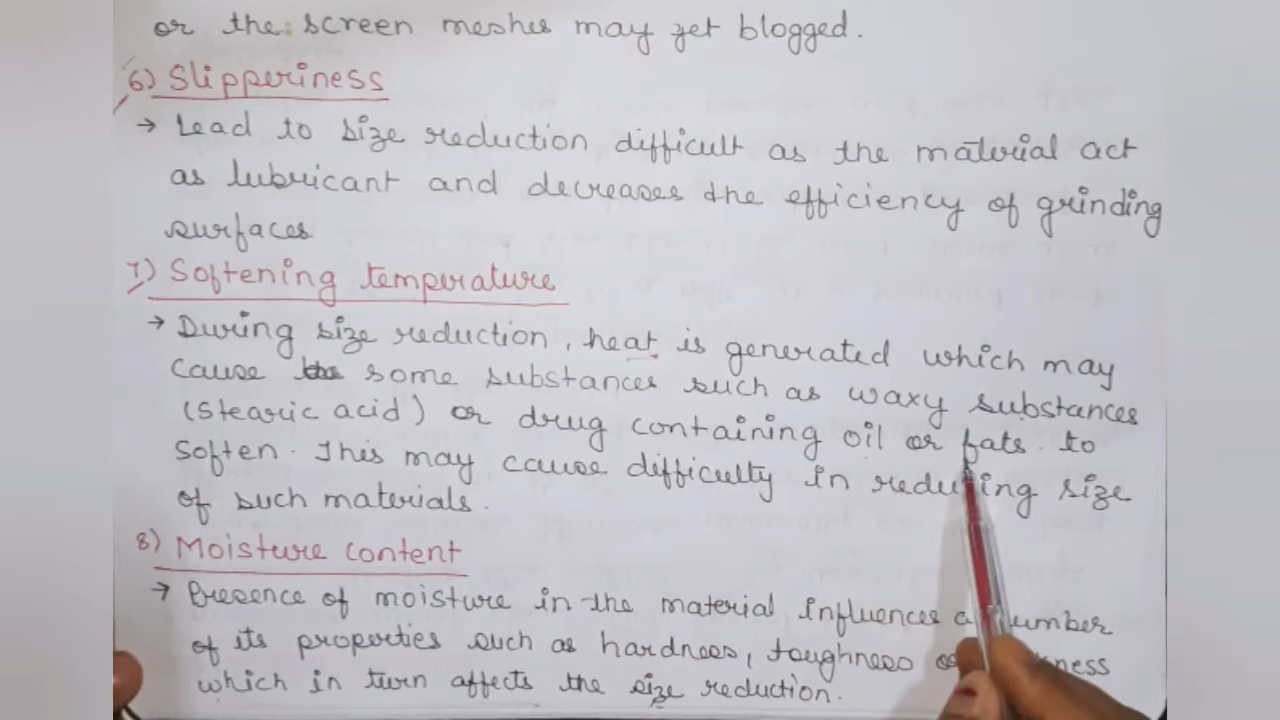 or the screen meshes may get blogged.
6) Slipperiness
→ Lead to size reduction difficult as the material act
as lubricant and decreases the efficiency of grinding
surfaces
7) Softening temperature
→ During size reduction, heat is generated which may
cause some substances such as waxy substances
(Stearic acid) or drug containing oil or fats to
soften. This may cause difficulty in reducing size
of such materials.
8) Moisture content
→ Presence of moisture in the material influences a number
of its properties such as hardness, toughness
which in turn affects the size reduction.